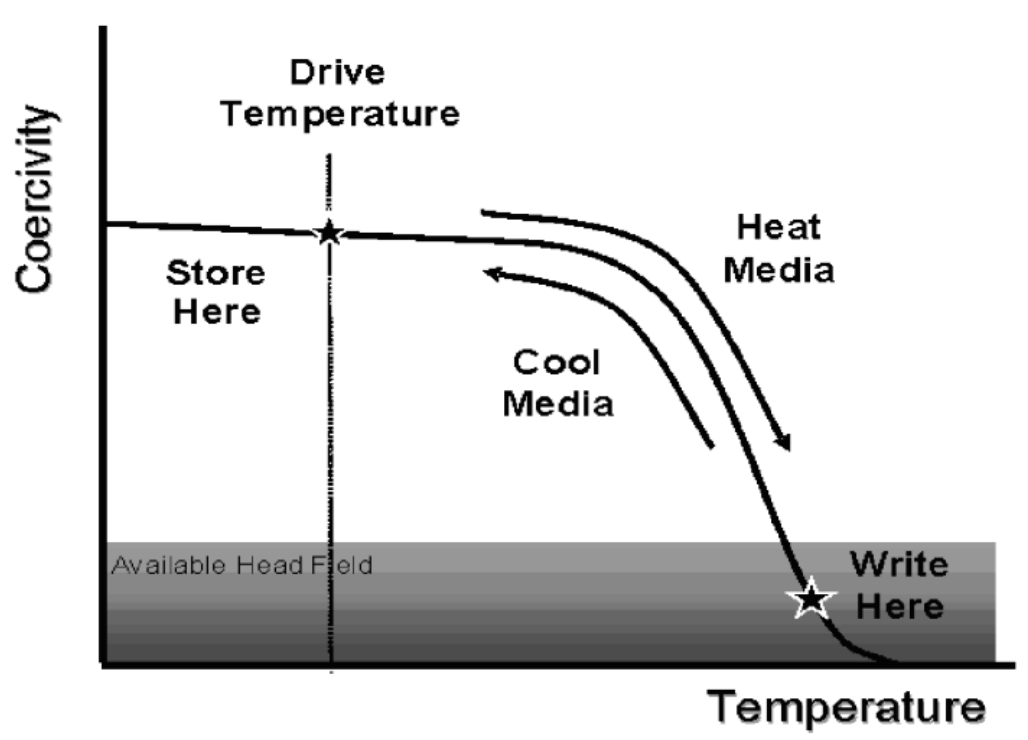 Drive
Temperature
Coercivity
Heat
Media
Store
Here
Cool
Media
Available Head Field
Write
Here
Temperature